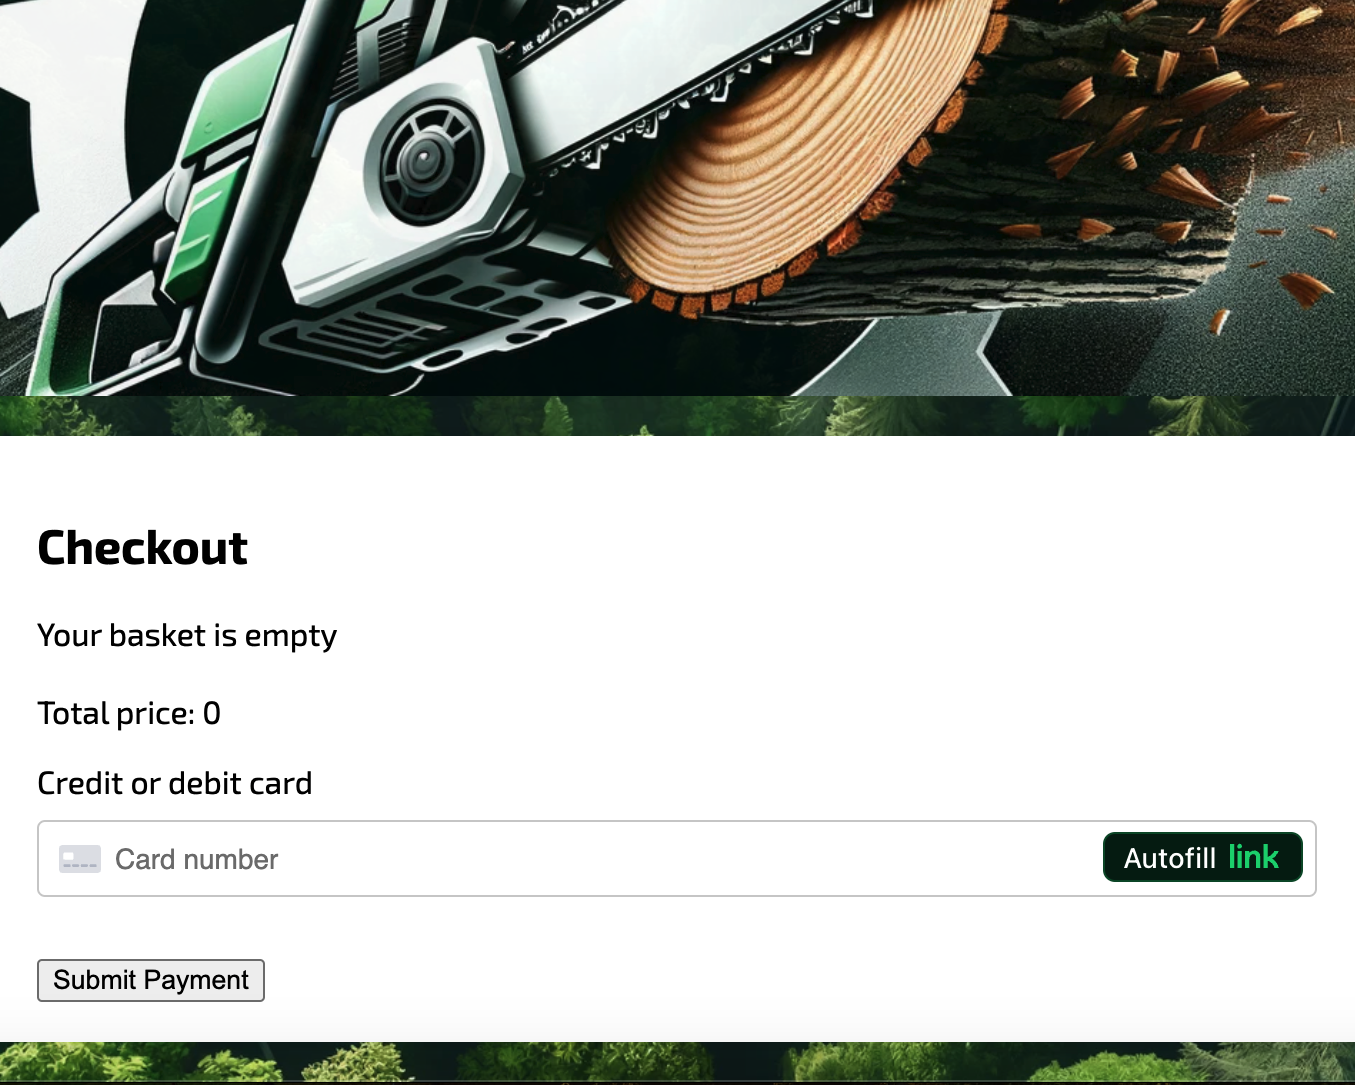 Checkout
Your basket is empty
Total price: 0
Credit or debit card
Card number
Autofill link
Submit Payment